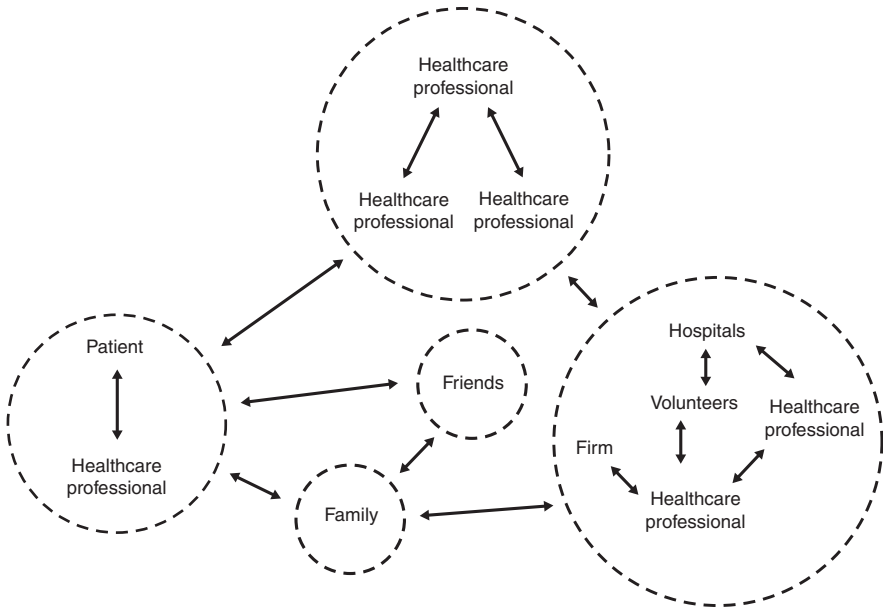 Healthcare
professional
Healthcare
professional
Healthcare
professional
Patient
Healthcare
professional
Friends
Family
Hospitals
Volunteers
Healthcare
professional
Firm
Healthcare
professional